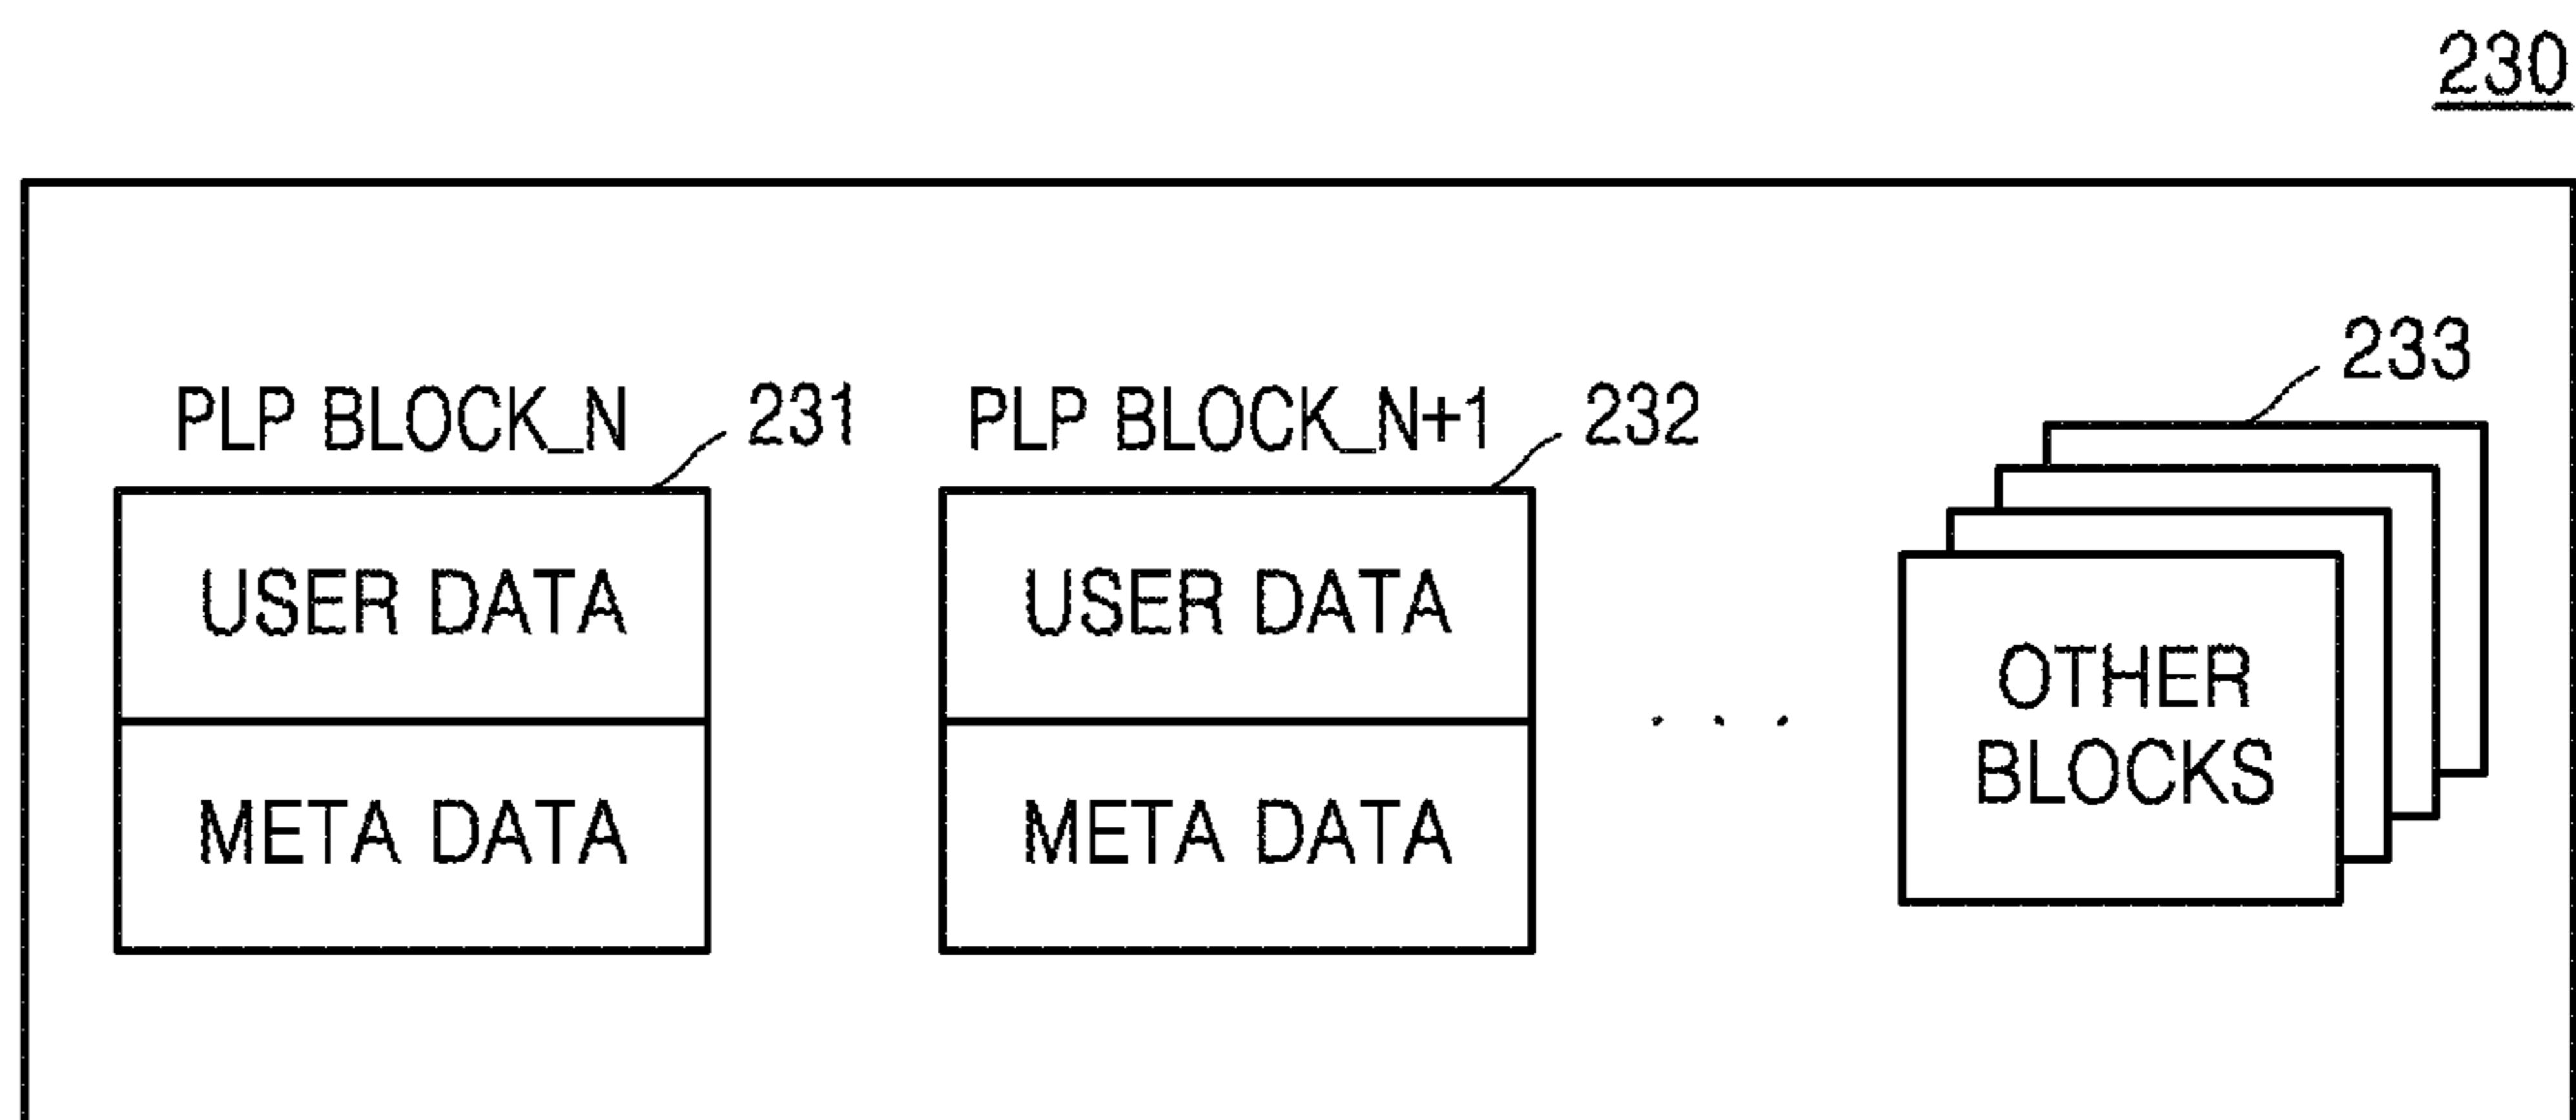 230
PLP BLOCK_N
231
PLP BLOCK_N+1
232
233
USER DATA
META DATA
USER DATA
META DATA
. . .
OTHER
BLOCKS